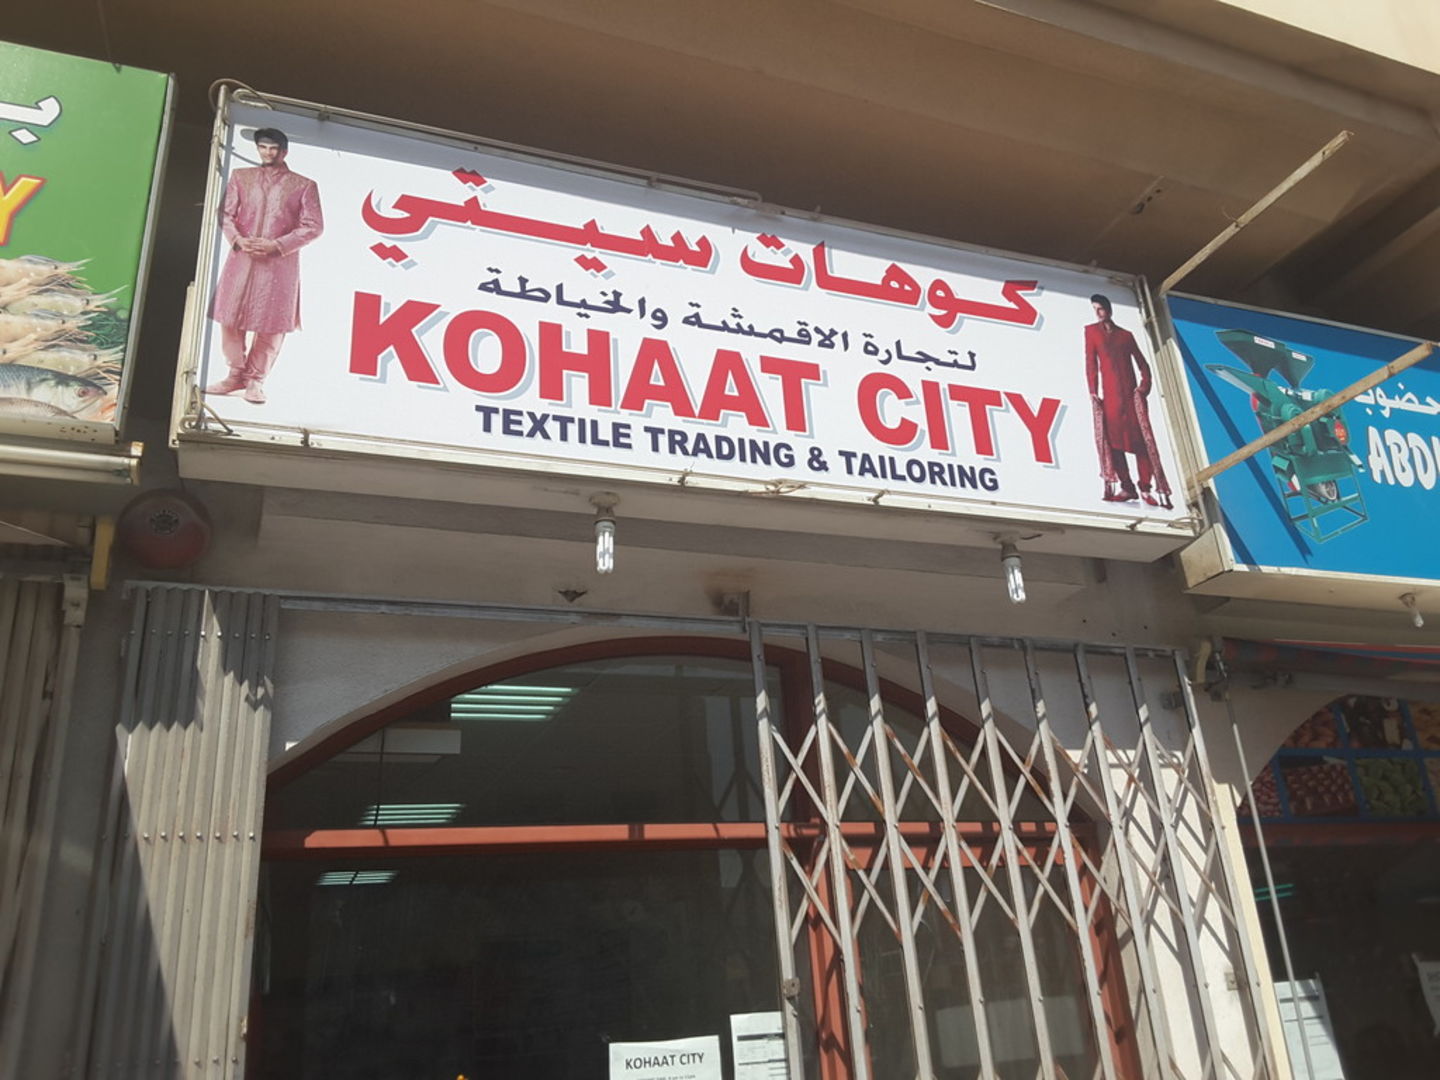 كوهات سيتي
لتجارة الاقمشة والخياطة
KOHAAT CITY
TEXTILE TRADING & TAILORING
KOHAAT CITY